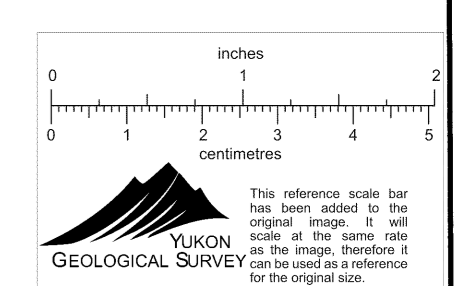 inches
0 1 2
0 1 2 3 4 5
centimetres
YUKON
GEOLOGICAL SURVEY
This reference scale bar
has been added to the
original image. It will
scale at the same rate
as the image, therefore it
can be used as a reference
for the original size.